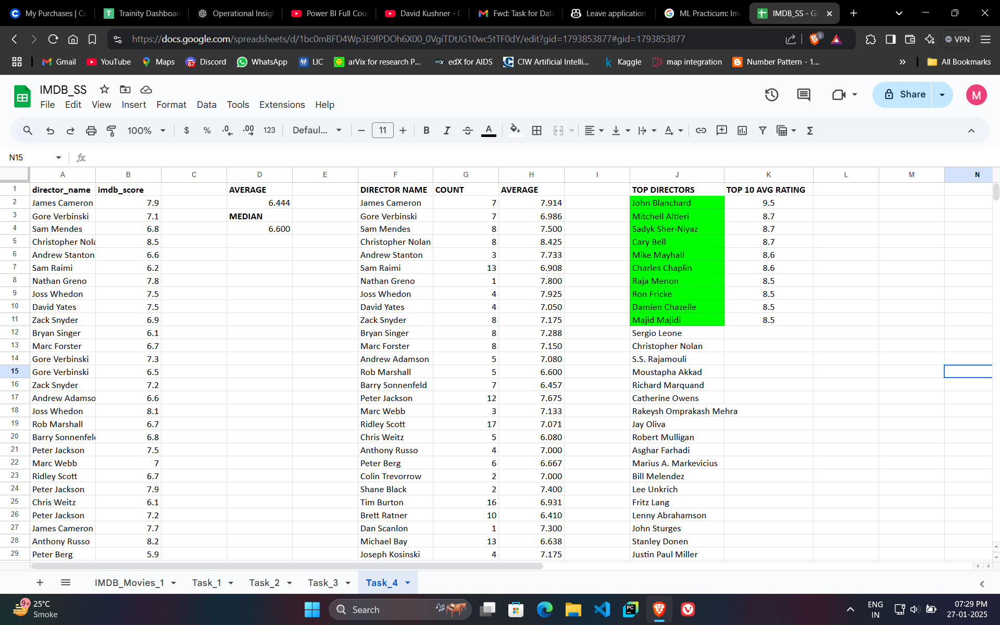 My Purchases | Co
Trainity Dashboar
Operational Insig
Power BI Full Cou
David Kushner - D
Fwd: Task for Data
Leave application
ML Practicum: Im
IMDB_SS - Go
https://docs.google.com/spreadsheets/d/1bc0mBFD4Wp3E9fPDOh6X00_0VgiTDtJG10wc5tTF0dY/edit?gid=1793853877#gid=1793853877
3
VPN
Gmail YouTube Maps Discord WhatsApp LIC arVix for research P... edX for AIDS CIW Artificial Intelli... Kaggle map integration Number Pattern - 1... All Bookmarks
IMDB_SS
File Edit View Insert Format Data Tools Extensions Help
Share
M
100% $ % .0 .00 123 Defaul... 11 B I A
N15 fx
A B C D E F G H I J K L M N
1 director_name imdb_score AVERAGE DIRECTOR NAME COUNT AVERAGE TOP DIRECTORS TOP 10 AVG RATING
2 James Cameron 7.9 6.444 James Cameron 7 7.914 John Blanchard 9.5
3 Gore Verbinski 7.1 MEDIAN Gore Verbinski 7 6.986 Mitchell Altieri 8.7
4 Sam Mendes 6.8 6.600 Sam Mendes 8 7.500 Sadyk Sher-Niyaz 8.7
5 Christopher Nola 8.5 Christopher Nolan 8 8.425 Cary Bell 8.7
6 Andrew Stanton 6.6 Andrew Stanton 3 7.733 Mike Mayhall 8.6
7 Sam Raimi 6.2 Sam Raimi 13 6.908 Charles Chaplin 8.6
8 Nathan Greno 7.8 Nathan Greno 1 7.800 Raja Menon 8.5
9 Joss Whedon 7.5 Joss Whedon 4 7.925 Ron Fricke 8.5
10 David Yates 7.5 David Yates 4 7.050 Damien Chazelle 8.5
11 Zack Snyder 6.9 Zack Snyder 8 7.175 Majid Majidi 8.5
12 Bryan Singer 6.1 Bryan Singer 8 7.288 Sergio Leone
13 Marc Forster 6.7 Marc Forster 8 7.150 Christopher Nolan
14 Gore Verbinski 7.3 Andrew Adamson 5 7.080 S.S. Rajamouli
15 Gore Verbinski 6.5 Rob Marshall 5 6.600 Moustapha Akkad
16 Zack Snyder 7.2 Barry Sonnenfeld 7 6.457 Richard Marquand
17 Andrew Adamso 6.6 Peter Jackson 12 7.675 Catherine Owens
18 Joss Whedon 8.1 Marc Webb 3 7.133 Rakeysh Omprakash Mehra
19 Rob Marshall 6.7 Ridley Scott 17 7.071 Jay Oliva
20 Barry Sonnenfeld 6.8 Chris Weitz 5 6.080 Robert Mulligan
21 Peter Jackson 7.5 Anthony Russo 4 7.000 Asghar Farhadi
22 Marc Webb 7 Peter Berg 6 6.667 Marius A. Markevicius
23 Ridley Scott 6.7 Colin Trevorrow 2 7.000 Bill Melendez
24 Peter Jackson 7.9 Shane Black 2 7.400 Lee Unkrich
25 Chris Weitz 6.1 Tim Burton 16 6.931 Fritz Lang
26 Peter Jackson 7.2 Brett Ratner 10 6.410 Lenny Abrahamson
27 James Cameron 7.7 Dan Scanlon 1 7.300 John Sturges
28 Anthony Russo 8.2 Michael Bay 13 6.638 Stanley Donen
29 Peter Berg 5.9 Joseph Kosinski 4 7.175 Justin Paul Miller
IMDB_Movies_1 Task_1 Task_2 Task_3 Task_4
9+ 25°C
Smoke
Search
ENG
IN
07:29 PM
27-01-2025